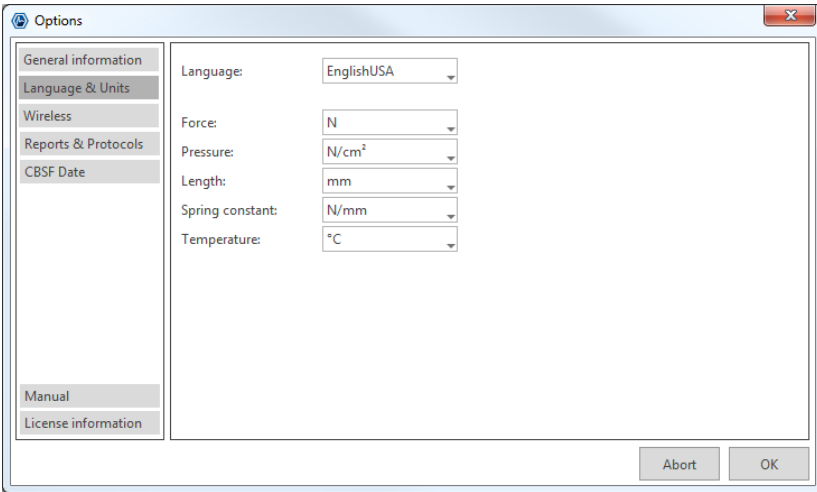 Options
General information
Language & Units
Wireless
Reports & Protocols
CBSF Date
Manual
License information
Language: EnglishUSA
Force: N
Pressure: N/cm²
Length: mm
Spring constant: N/mm
Temperature: °C
Abort OK